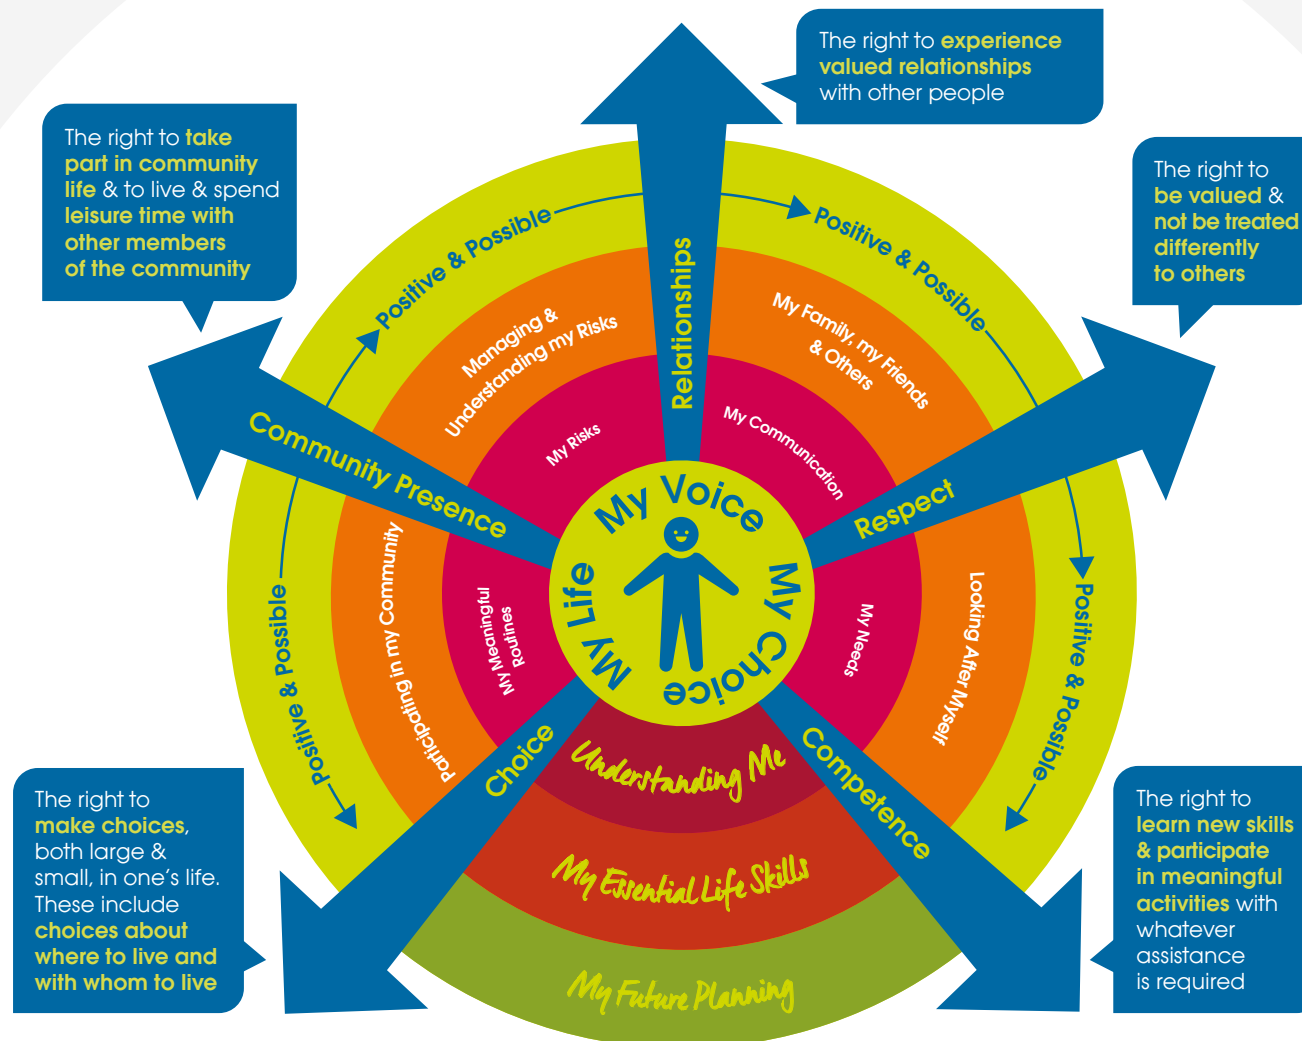 The right to experience
valued relationships
with other people
The right to take
part in community
life & to live & spend
leisure time with
other members
of the community
The right to
be valued &
not be treated
differently
to others
Positive & Possible
Positive & Possible
Positive & Possible
Positive & Possible
Relationships
Community Presence
Respect
Choice
Competence
Managing &
Understanding my Risks
My Family, my Friends
& Others
Participating in my Community
Looking After Myself
My Risks
My Communication
My Meaningful
Routines
My Needs
My Voice
My Choice
My Life
Understanding Me
My Essential Life Skills
My Future Planning
The right to
make choices,
both large &
small, in one’s life.
These include
choices about
where to live and
with whom to live
The right to
learn new skills
& participate
in meaningful
activities with
whatever
assistance
is required